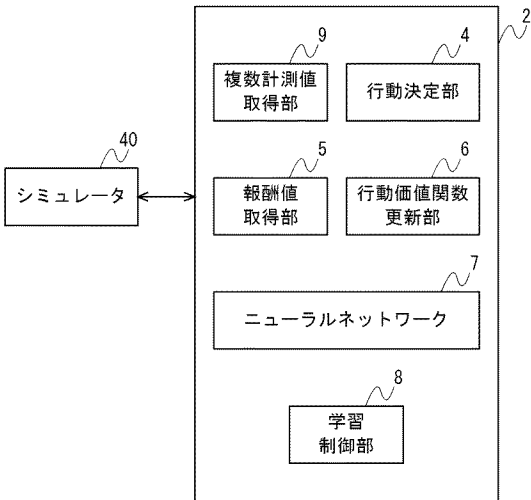 2
9
複数計測値
取得部
4
行動決定部
40
シミュレータ
5
報酬値
取得部
6
行動価値関数
更新部
7
ニューラルネットワーク
8
学習
制御部